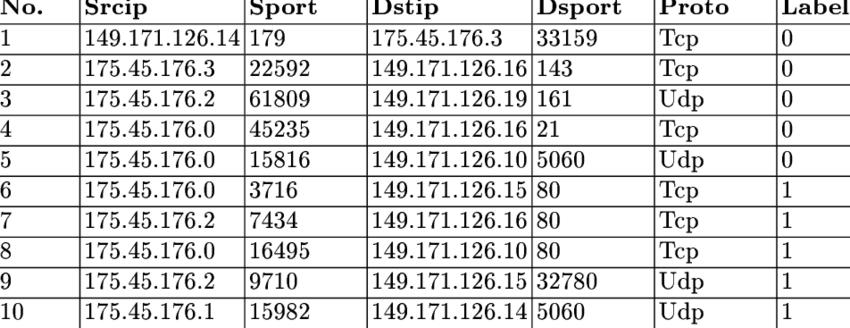 No. Srcip Sport Dstip Dsport Proto Label
1 149.171.126.14 179 175.45.176.3 33159 Tcp 0
2 175.45.176.3 22592 149.171.126.16 143 Tcp 0
3 175.45.176.2 61809 149.171.126.19 161 Udp 0
4 175.45.176.0 45235 149.171.126.16 21 Tcp 0
5 175.45.176.0 15816 149.171.126.10 5060 Udp 0
6 175.45.176.0 3716 149.171.126.15 80 Tcp 1
7 175.45.176.2 7434 149.171.126.16 80 Tcp 1
8 175.45.176.0 16495 149.171.126.10 80 Tcp 1
9 175.45.176.2 9710 149.171.126.15 32780 Udp 1
10 175.45.176.1 15982 149.171.126.14 5060 Udp 1